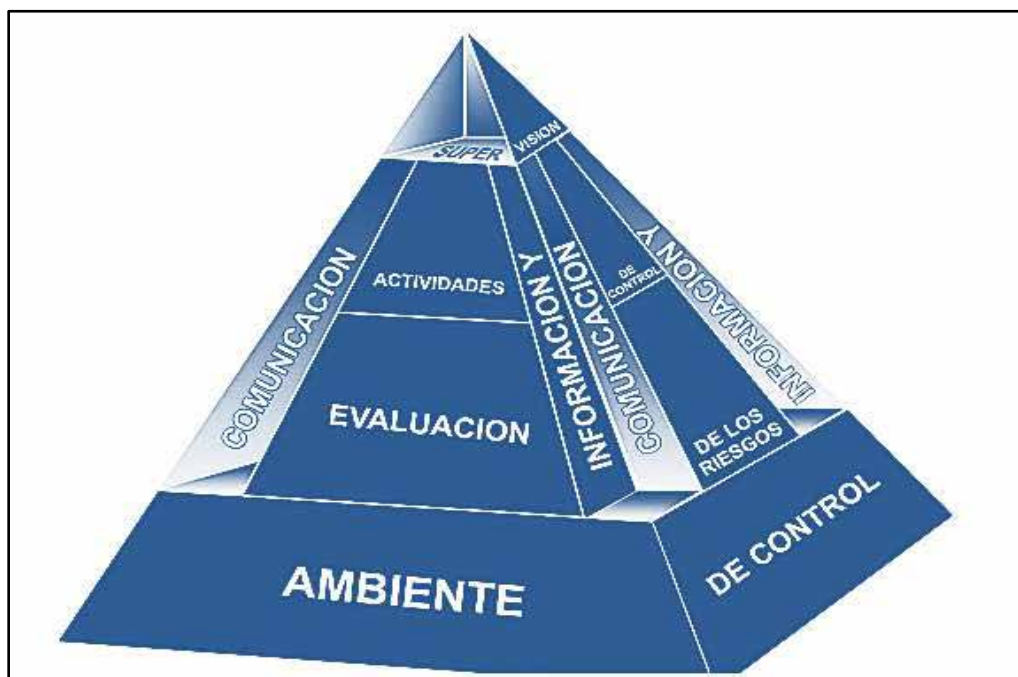 SUPER
VISION
COMUNICACION
ACTIVIDADES
INFORMACION Y
COMUNICACION
DE
CONTROL
INFORMACION Y
EVALUACION
DE LOS
RIESGOS
AMBIENTE
DE CONTROL